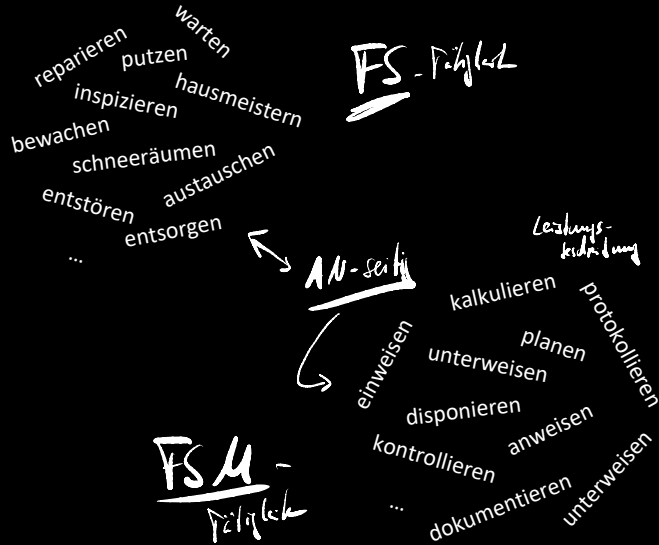 warten
reparieren
putzen
FS - Tätigkeit
inspizieren
hausmeistern
bewachen
schneeräumen
austauschen
entstören
entsorgen
...
Leistungs-
beschreibung
AN-seitig
kalkulieren
protokollieren
planen
einweisen
unterweisen
disponieren
anweisen
kontrollieren
FSM -
Tätigkeit
...
dokumentieren
unterweisen